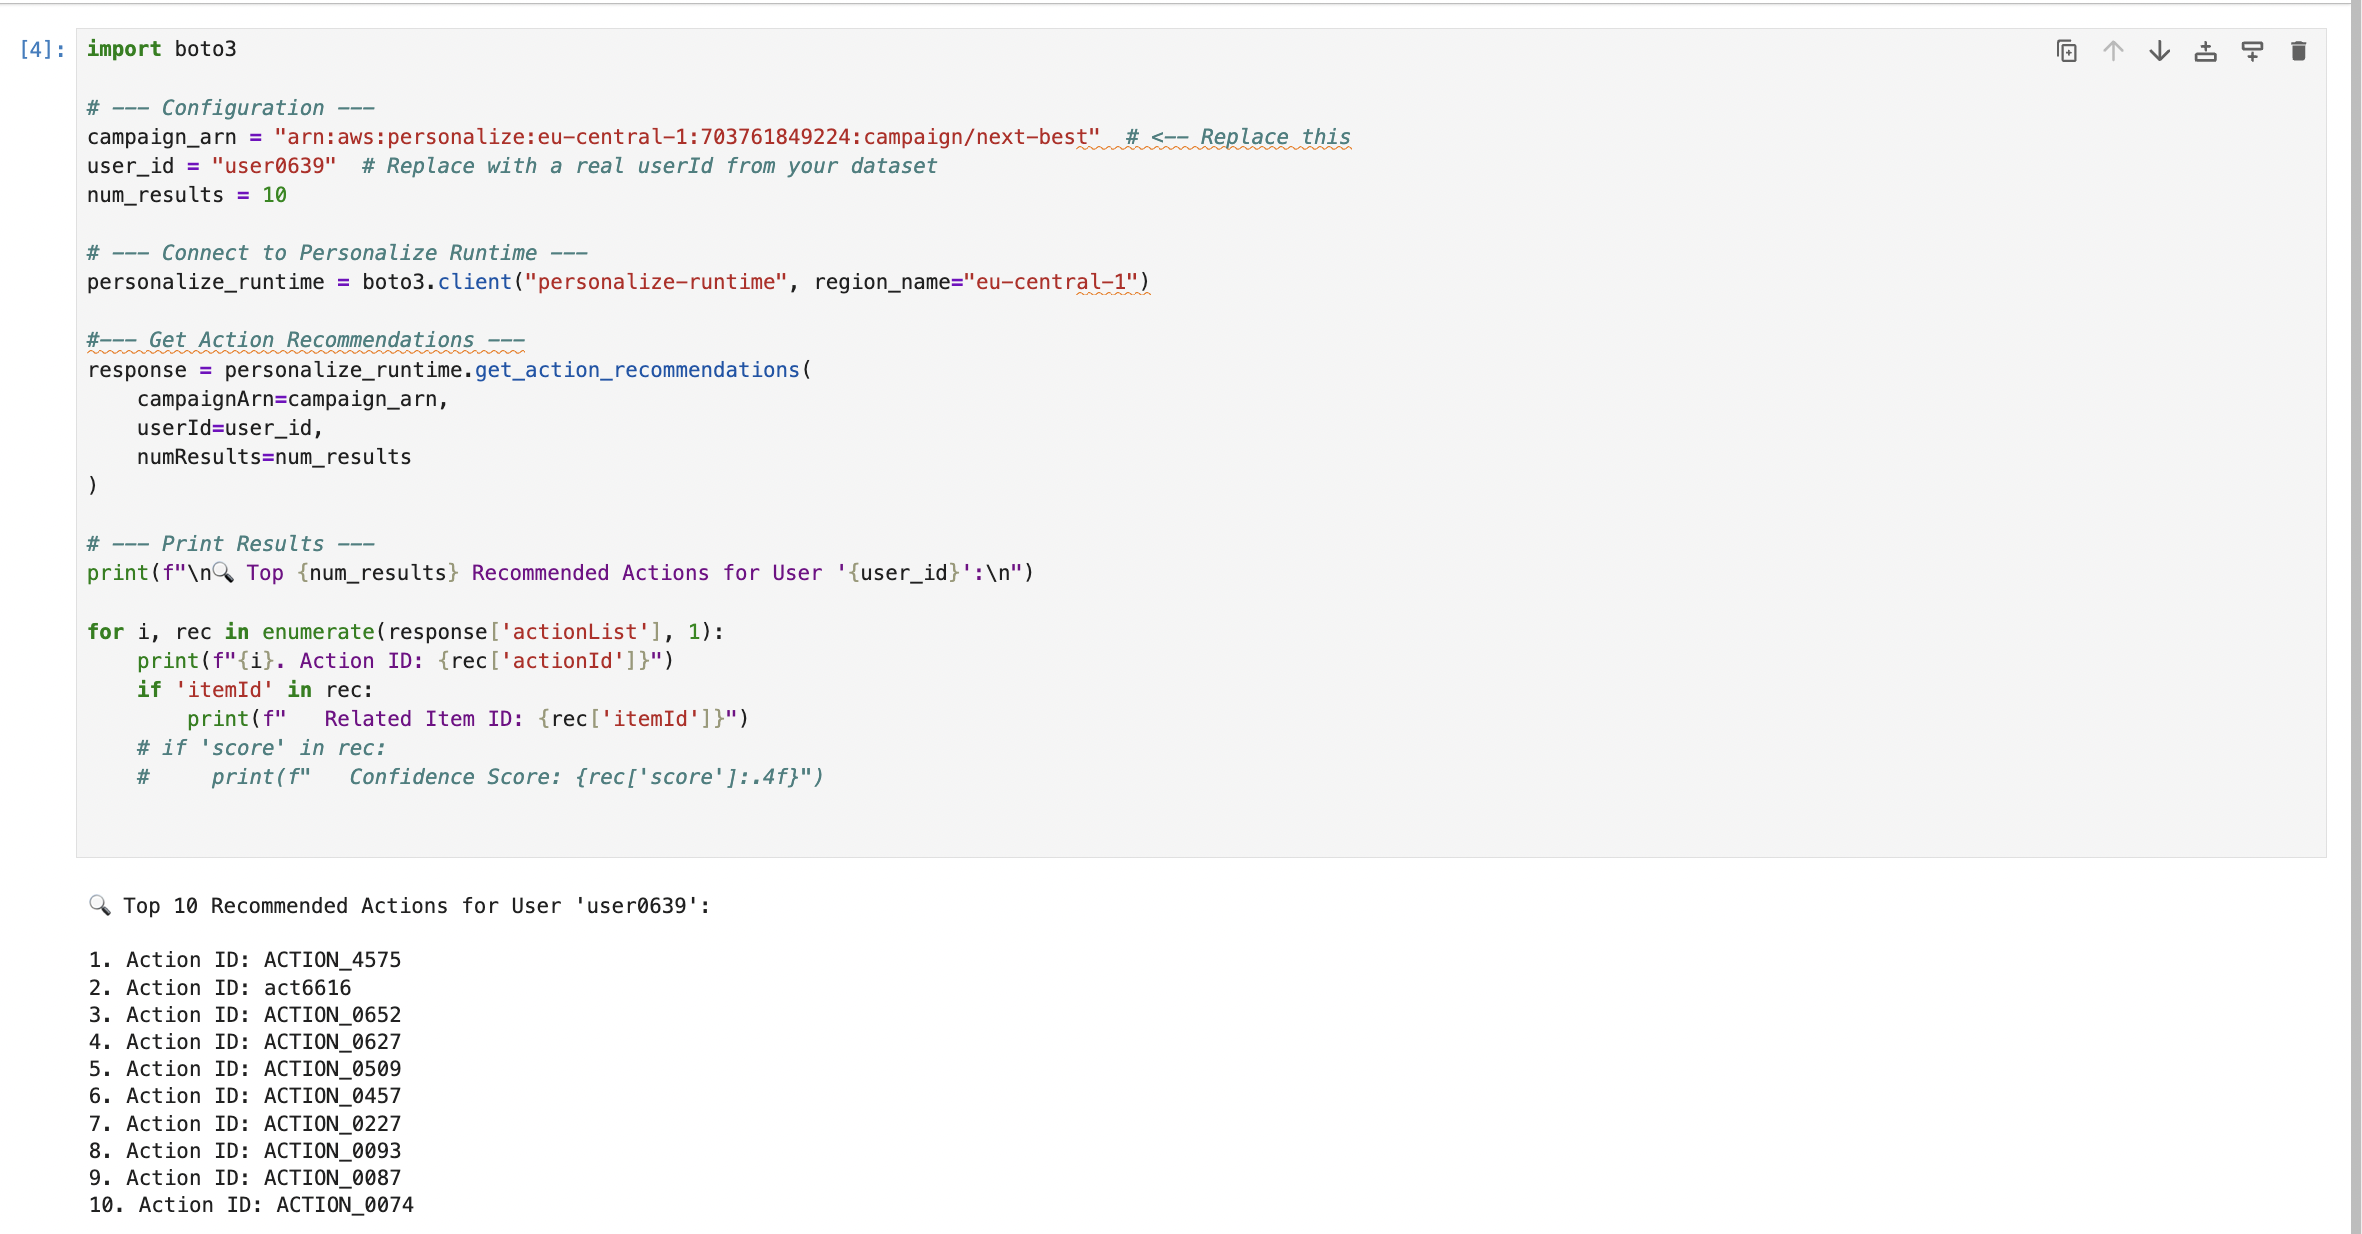 [4]: import boto3
# --- Configuration ---
campaign_arn = "arn:aws:personalize:eu-central-1:703761849224:campaign/next-best"  # <-- Replace this
user_id = "user0639"  # Replace with a real userId from your dataset
num_results = 10
# --- Connect to Personalize Runtime ---
personalize_runtime = boto3.client("personalize-runtime", region_name="eu-central-1")
#--- Get Action Recommendations ---
response = personalize_runtime.get_action_recommendations(
    campaignArn=campaign_arn,
    userId=user_id,
    numResults=num_results
)
# --- Print Results ---
print(f"\n🔍 Top {num_results} Recommended Actions for User '{user_id}':\n")
for i, rec in enumerate(response['actionList'], 1):
    print(f"{i}. Action ID: {rec['actionId']}")
    if 'itemId' in rec:
        print(f"   Related Item ID: {rec['itemId']}")
    # if 'score' in rec:
    #     print(f"   Confidence Score: {rec['score']:.4f}")
🔍 Top 10 Recommended Actions for User 'user0639':
1. Action ID: ACTION_4575
2. Action ID: act6616
3. Action ID: ACTION_0652
4. Action ID: ACTION_0627
5. Action ID: ACTION_0509
6. Action ID: ACTION_0457
7. Action ID: ACTION_0227
8. Action ID: ACTION_0093
9. Action ID: ACTION_0087
10. Action ID: ACTION_0074